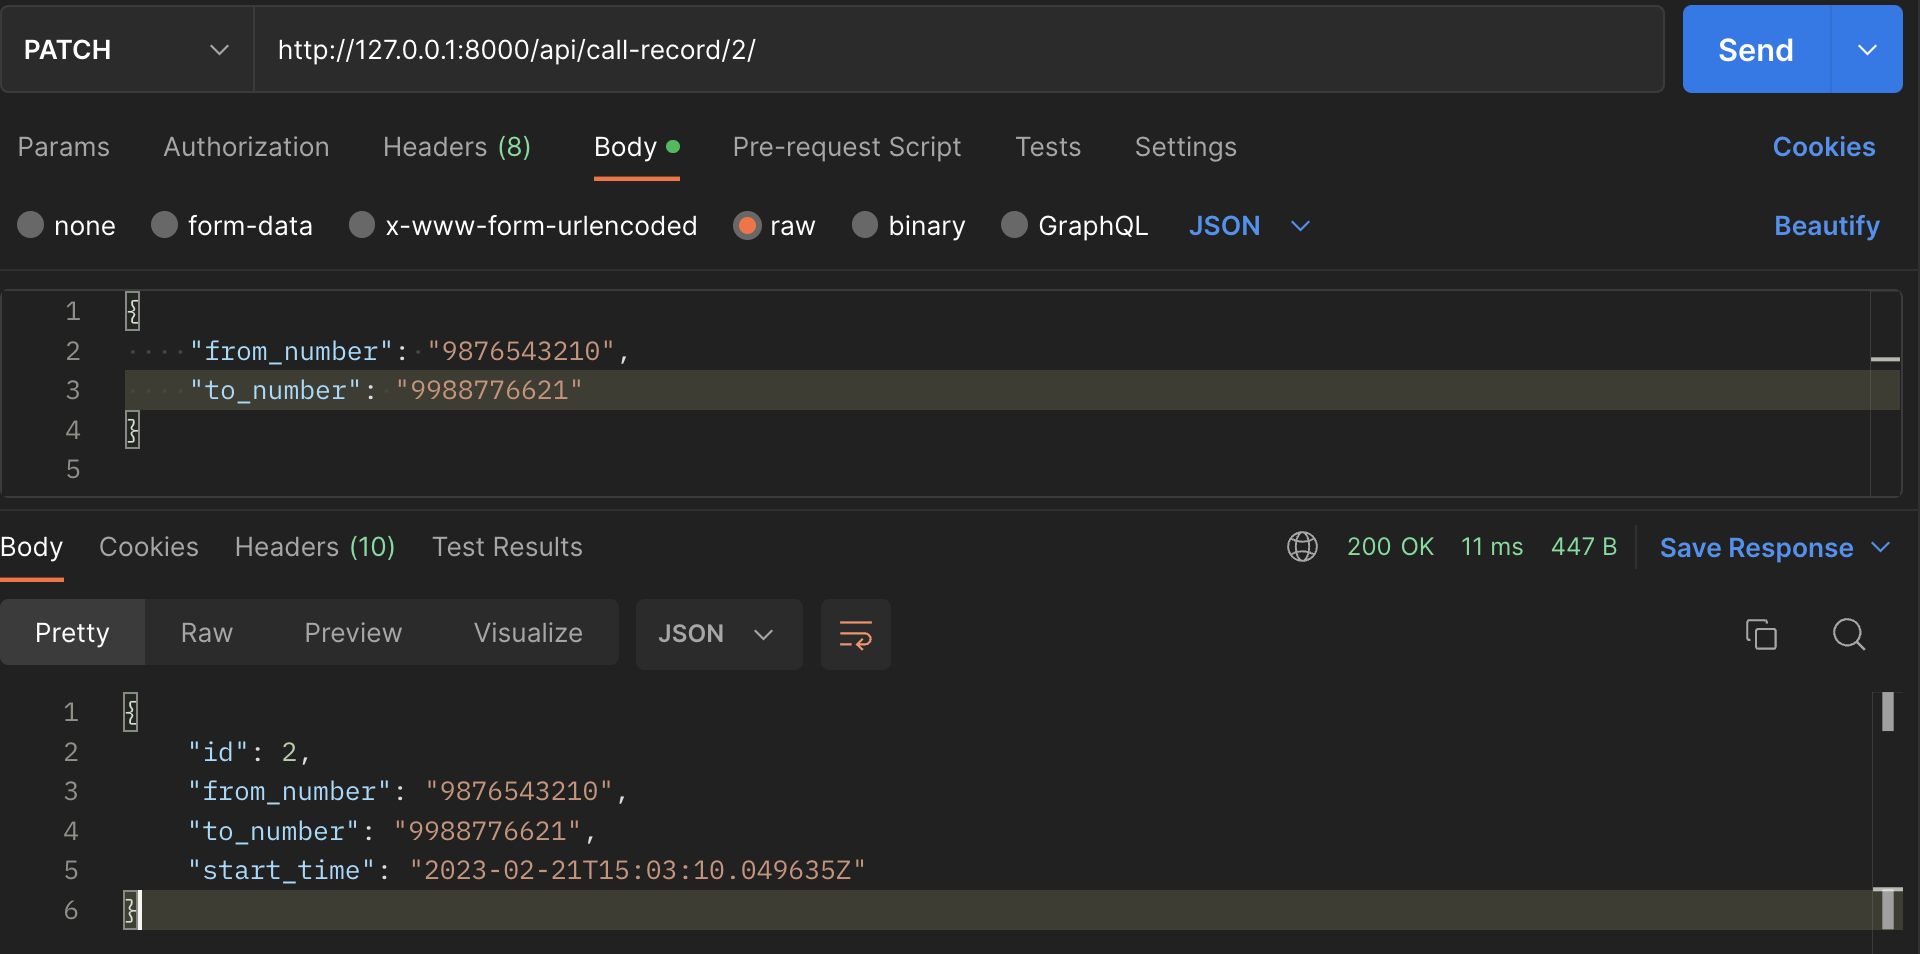 PATCH http://127.0.0.1:8000/api/call-record/2/ Send
Params Authorization Headers (8) Body Pre-request Script Tests Settings Cookies
none form-data x-www-form-urlencoded raw binary GraphQL JSON Beautify
1 {
2 "from_number": "9876543210",
3 "to_number": "9988776621"
4 }
5
Body Cookies Headers (10) Test Results 200 OK 11 ms 447 B Save Response
Pretty Raw Preview Visualize JSON
1 {
2 "id": 2,
3 "from_number": "9876543210",
4 "to_number": "9988776621",
5 "start_time": "2023-02-21T15:03:10.049635Z"
6 }